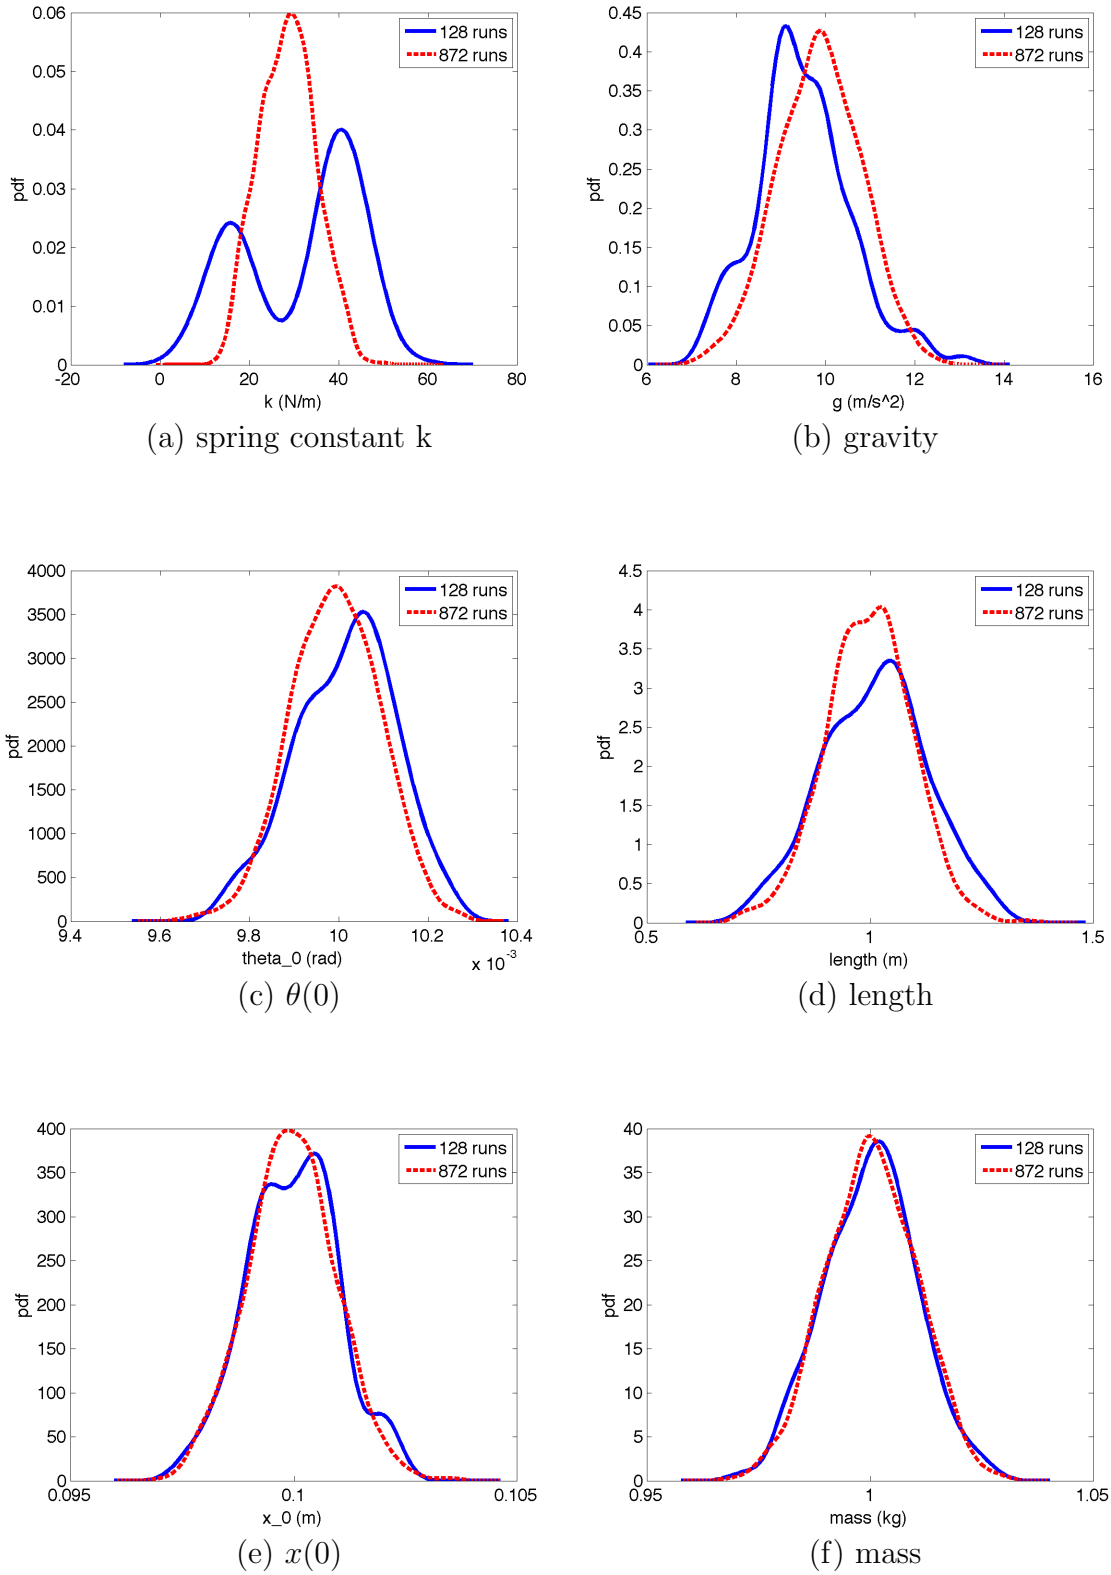 0.06
0.05
0.04
0.03
0.02
0.01
0
pdf
-20
0
20
40
60
80
k (N/m)
128 runs
872 runs
(a) spring constant k
0.45
0.4
0.35
0.3
0.25
0.2
0.15
0.1
0.05
0
pdf
6
8
10
12
14
16
g (m/s^2)
128 runs
872 runs
(b) gravity
4000
3500
3000
2500
2000
1500
1000
500
0
pdf
9.4
9.6
9.8
10
10.2
10.4
theta_0 (rad)
x 10⁻³
128 runs
872 runs
(c) θ(0)
4.5
4
3.5
3
2.5
2
1.5
1
0.5
0
pdf
0.5
1
1.5
length (m)
128 runs
872 runs
(d) length
400
350
300
250
200
150
100
50
0
pdf
0.095
0.1
0.105
x_0 (m)
128 runs
872 runs
(e) x(0)
40
35
30
25
20
15
10
5
0
pdf
0.95
1
1.05
mass (kg)
128 runs
872 runs
(f) mass